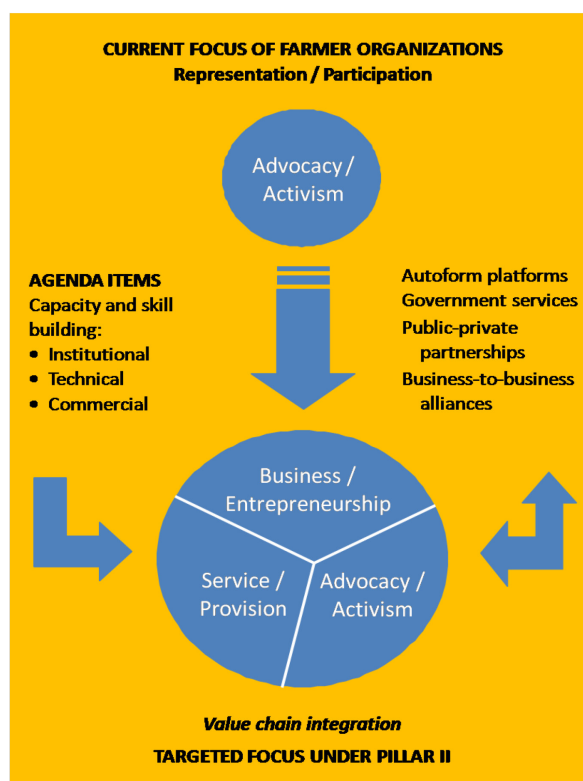 CURRENT FOCUS OF FARMER ORGANIZATIONS
Representation / Participation
Advocacy /
Activism
AGENDA ITEMS
Capacity and skill
building:
• Institutional
• Technical
• Commercial
Autoform platforms
Government services
Public-private
partnerships
Business-to-business
alliances
Business /
Entrepreneurship
Service /
Provision
Advocacy /
Activism
Value chain integration
TARGETED FOCUS UNDER PILLAR II